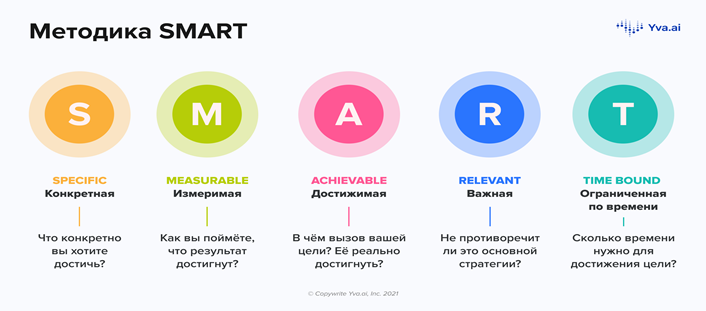 Методика SMART
Yva.ai
S M A R T
SPECIFIC
Конкретная
Что конкретно
вы хотите
достичь?
MEASURABLE
Измеримая
Как вы поймёте,
что результат
достигнут?
ACHIEVABLE
Достижимая
В чём вызов вашей
цели? Её реально
достигнуть?
RELEVANT
Важная
Не противоречит
ли это основной
стратегии?
TIME BOUND
Ограниченная
по времени
Сколько времени
нужно для
достижения цели?
© Copywrite Yva.ai, Inc. 2021